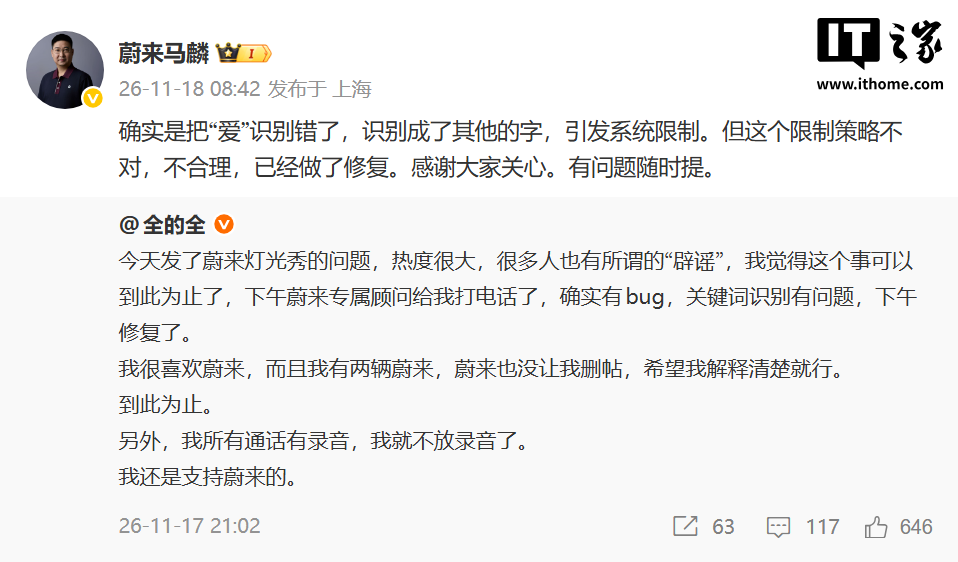 蔚来马麟 I
IT之家
www.ithome.com
26-11-18 08:42 发布于 上海
确实是把“爱”识别错了，识别成了其他的字，引发系统限制。但这个限制策略不
对，不合理，已经做了修复。感谢大家关心。有问题随时提。
@全的全
今天发了蔚来灯光秀的问题，热度很大，很多人也有所谓的“辟谣”，我觉得这个事可以
到此为止了，下午蔚来专属顾问给我打电话了，确实有bug，关键词识别有问题，下午
修复了。
我很喜欢蔚来，而且我有两辆蔚来，蔚来也没让我删帖，希望我解释清楚就行。
到此为止。
另外，我所有通话有录音，我就不放录音了。
我还是支持蔚来的。
26-11-17 21:02
63 117 646